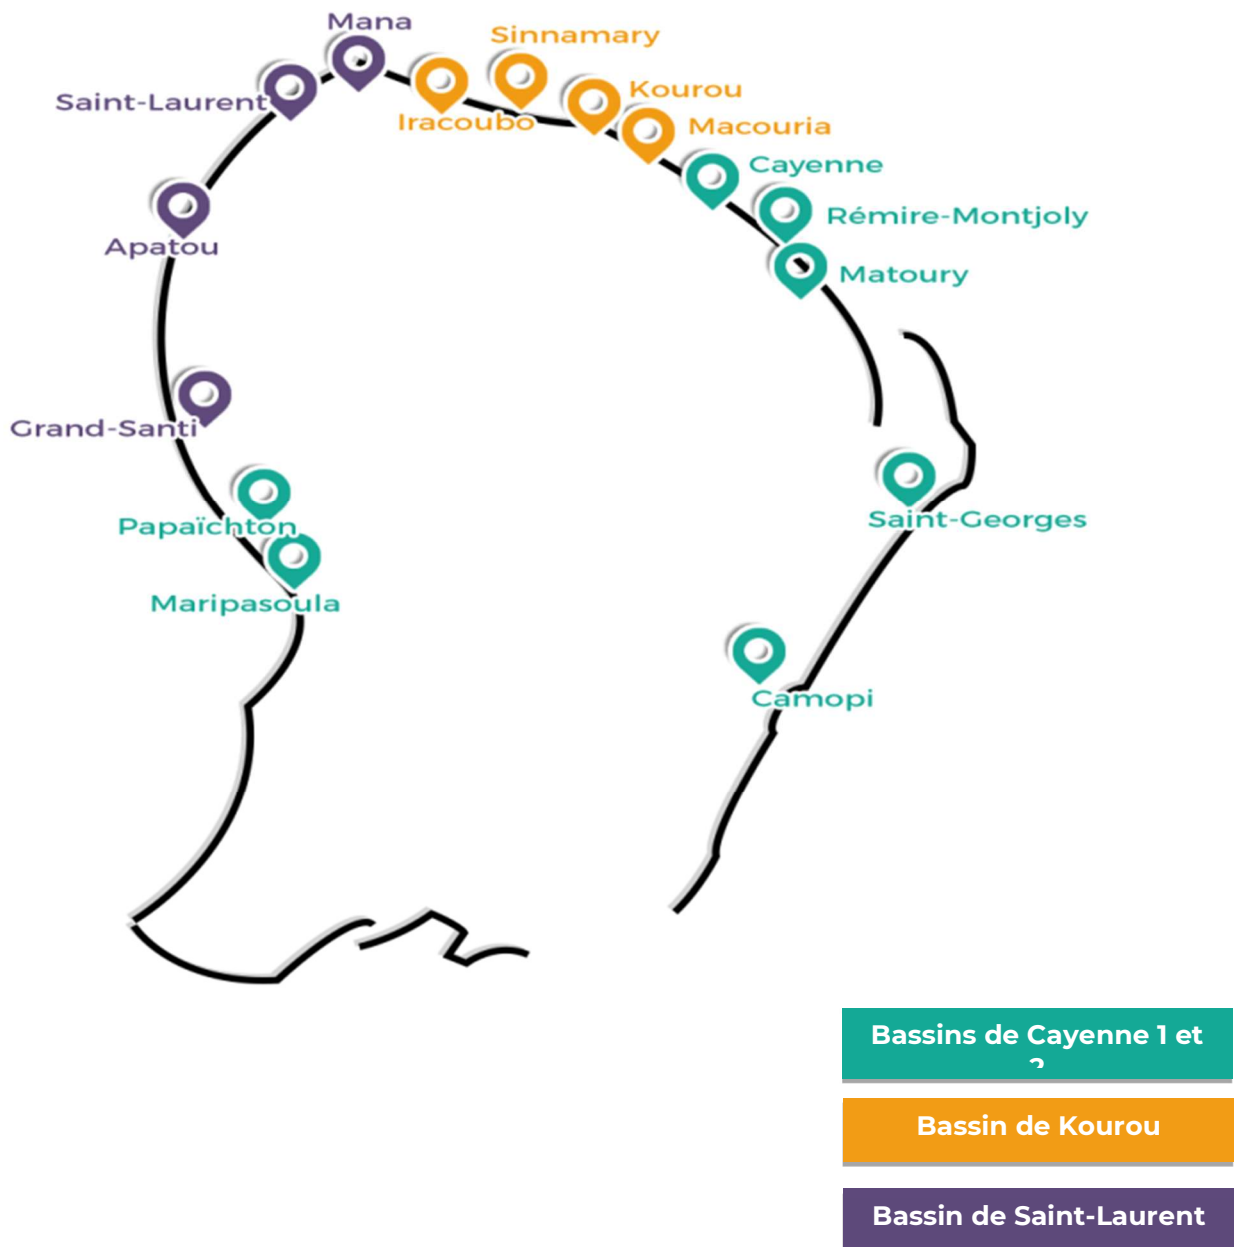 Mana
Sinnamary
Saint-Laurent
Kourou
Iracoubo
Macouria
Cayenne
Rémire-Montjoly
Apatou
Matoury
Grand-Santi
Saint-Georges
Papaïchton
Maripasoula
Camopi
Bassins de Cayenne 1 et
2
Bassin de Kourou
Bassin de Saint-Laurent